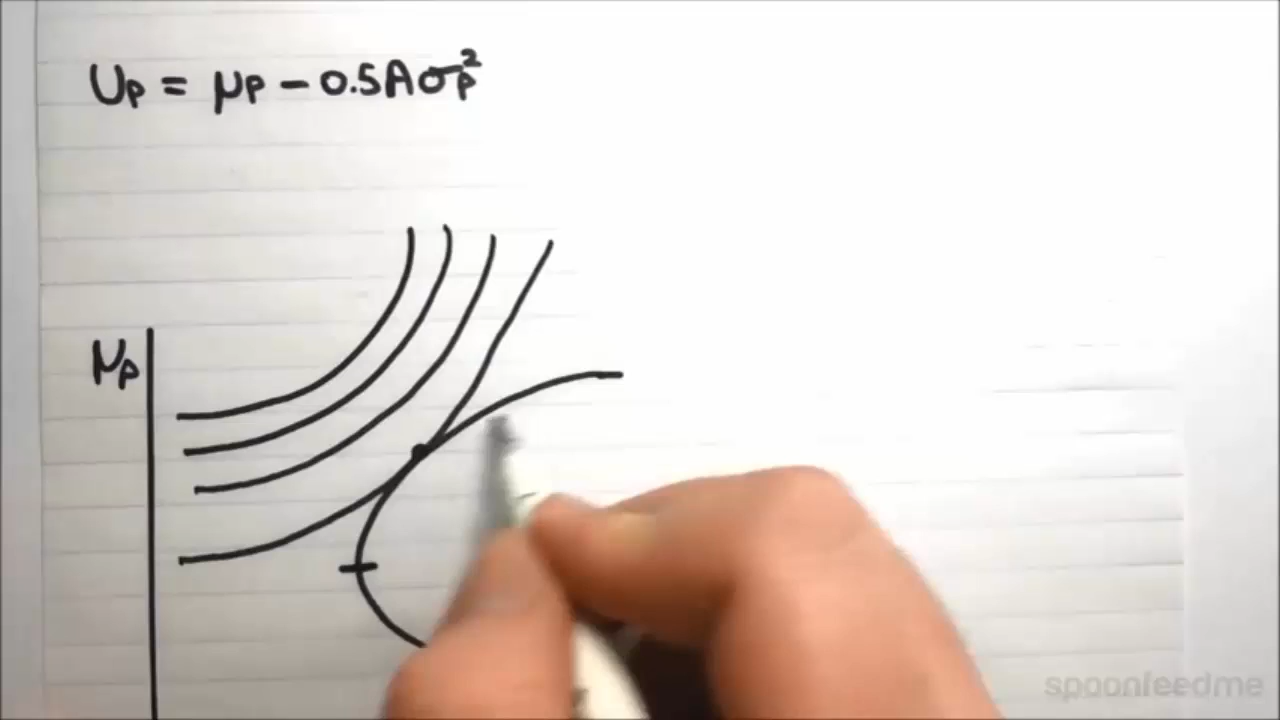 Up = μp - 0.5Aσp²
μp
spoonfeedme